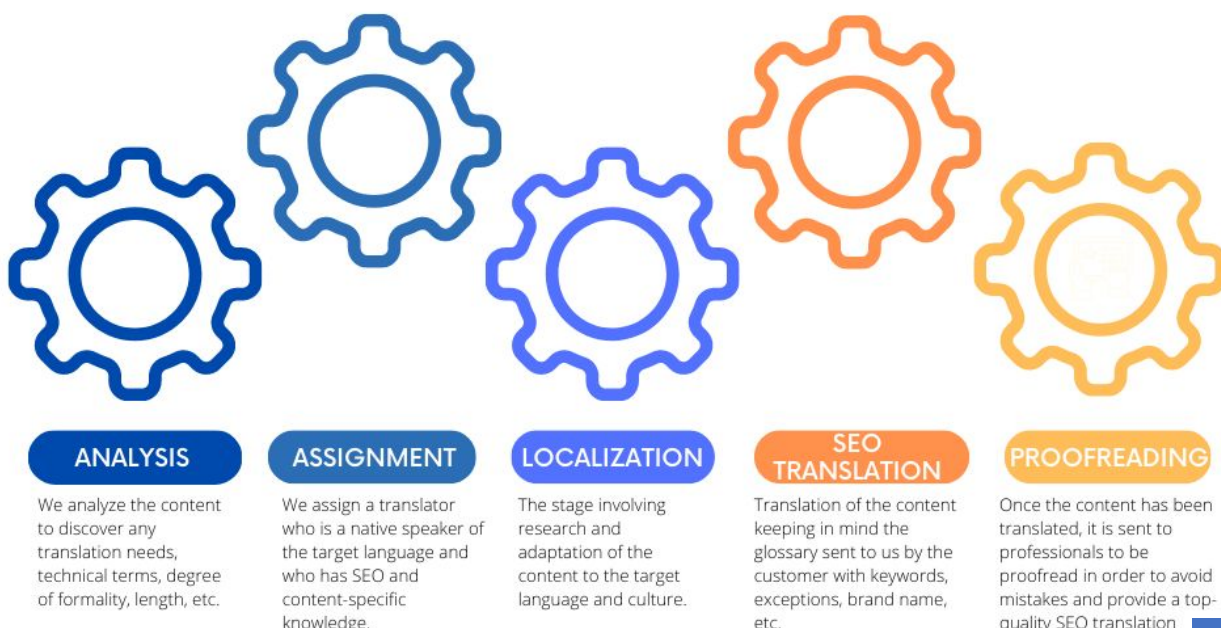 ANALYSIS
We analyze the content
to discover any
translation needs,
technical terms, degree
of formality, length, etc.
ASSIGNMENT
We assign a translator
who is a native speaker of
the target language and
who has SEO and
content-specific
knowledge.
LOCALIZATION
The stage involving
research and
adaptation of the
content to the target
language and culture.
SEO
TRANSLATION
Translation of the content
keeping in mind the
glossary sent to us by the
customer with keywords,
exceptions, brand name,
etc.
PROOFREADING
Once the content has been
translated, it is sent to
professionals to be
proofread in order to avoid
mistakes and provide a top-
quality SEO translation